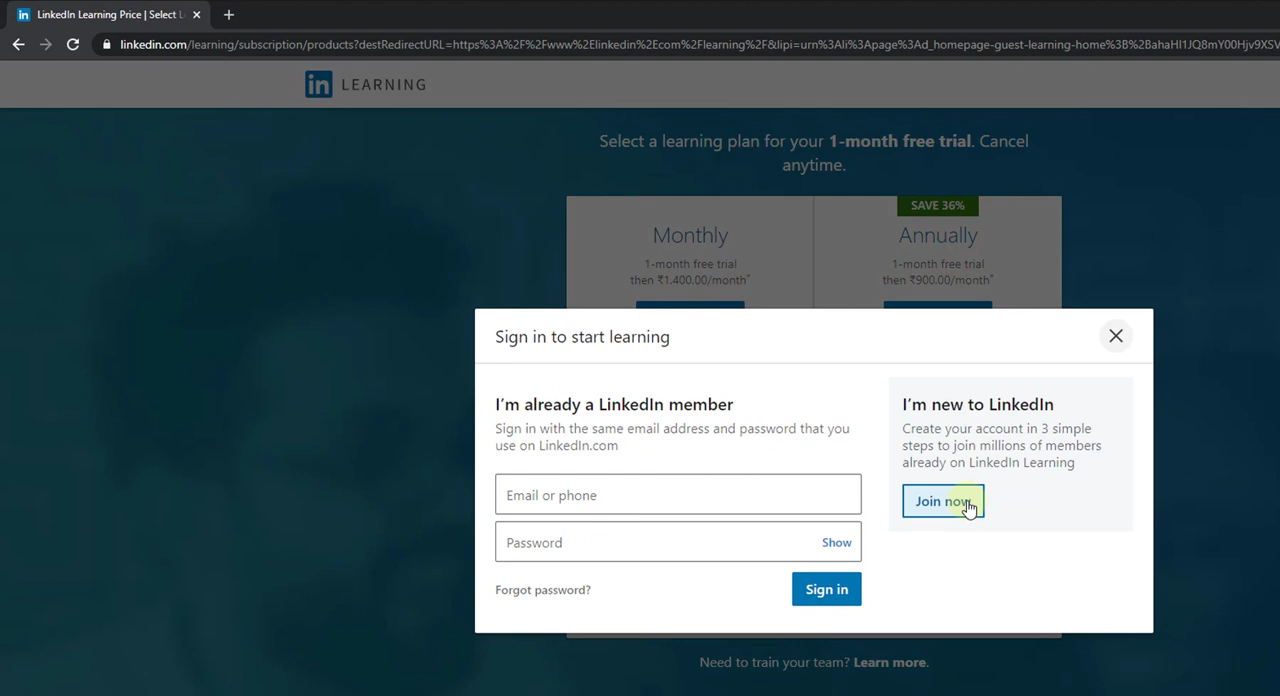 LinkedIn Learning Price | Select L
linkedin.com/learning/subscription/products?destRedirectURL=https%3A%2F%2Fwww%2Elinkedin%2Ecom%2Flearning%2F&lipi=urn%3Ali%3Apage%3Ad_homepage-guest-learning-home%3B%2BahaHI1JQ8mY00Hjv9XSV
in LEARNING
Select a learning plan for your 1-month free trial. Cancel
anytime.
SAVE 36%
Monthly
1-month free trial
then ₹1,400.00/month*
Annually
1-month free trial
then ₹900.00/month*
Sign in to start learning
I'm already a LinkedIn member
Sign in with the same email address and password that you
use on LinkedIn.com
Email or phone
Password
Show
Forgot password?
Sign in
I'm new to LinkedIn
Create your account in 3 simple
steps to join millions of members
already on LinkedIn Learning
Join now
Need to train your team? Learn more.